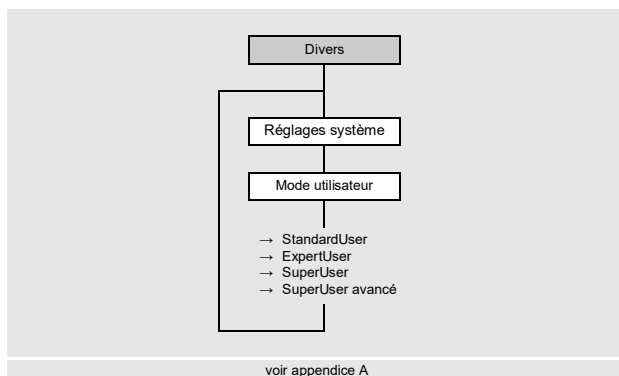 Divers
Réglages système
Mode utilisateur
→ StandardUser
→ ExpertUser
→ SuperUser
→ SuperUser avancé
voir appendice A